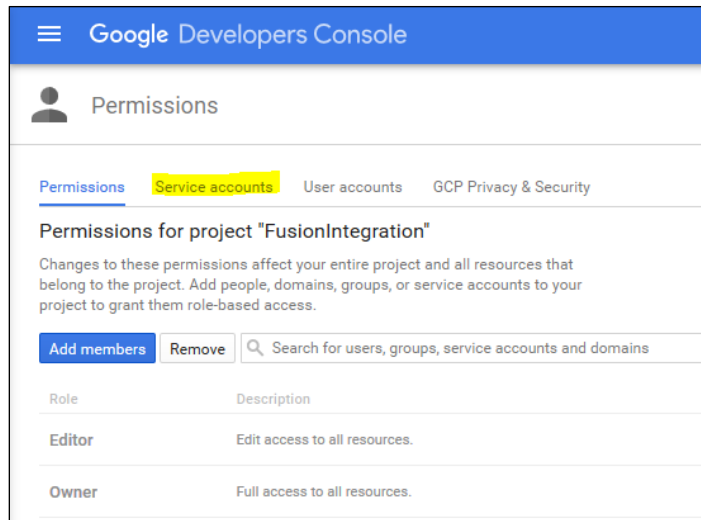 Google Developers Console
Permissions
Permissions Service accounts User accounts GCP Privacy & Security
Permissions for project "FusionIntegration"
Changes to these permissions affect your entire project and all resources that
belong to the project. Add people, domains, groups, or service accounts to your
project to grant them role-based access.
Add members Remove Search for users, groups, service accounts and domains
Role Description
Editor Edit access to all resources.
Owner Full access to all resources.